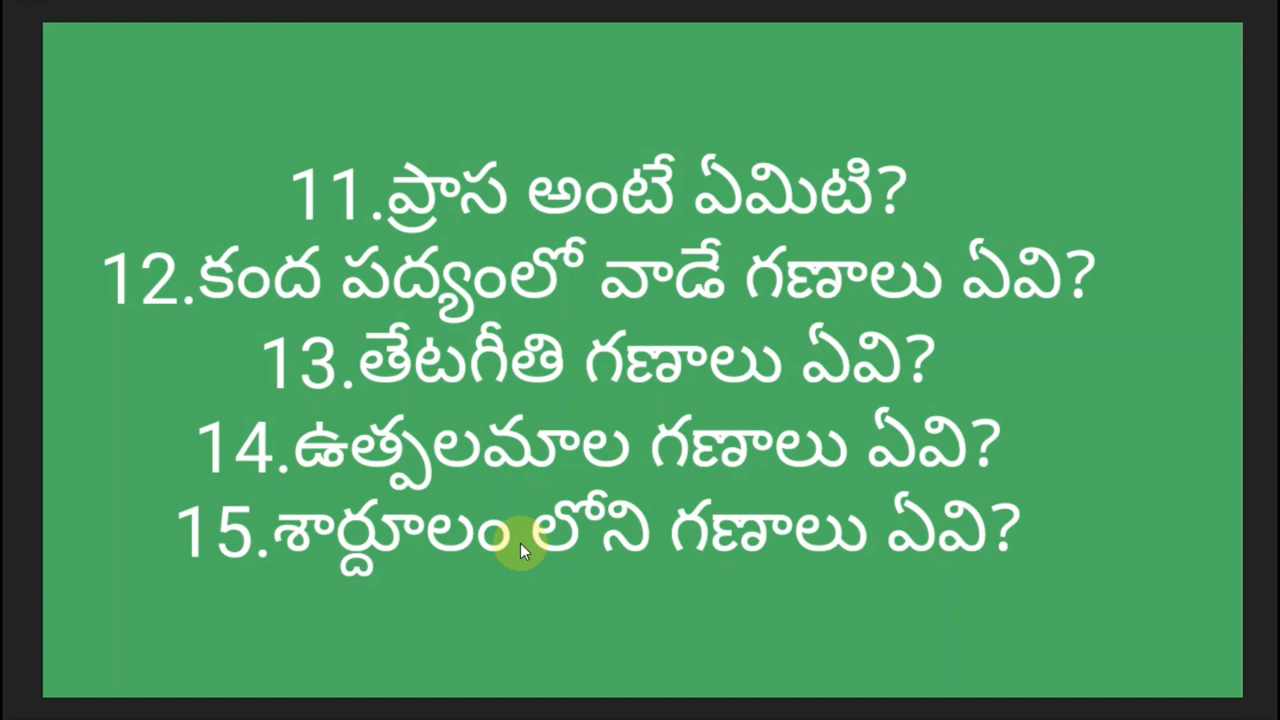 11.ప్రాస అంటే ఏమిటి?
12.కంద పద్యంలో వాడే గణాలు ఏవి?
13.తేటగీతి గణాలు ఏవి?
14.ఉత్పలమాల గణాలు ఏవి?
15.శార్దూలం లోని గణాలు ఏవి?